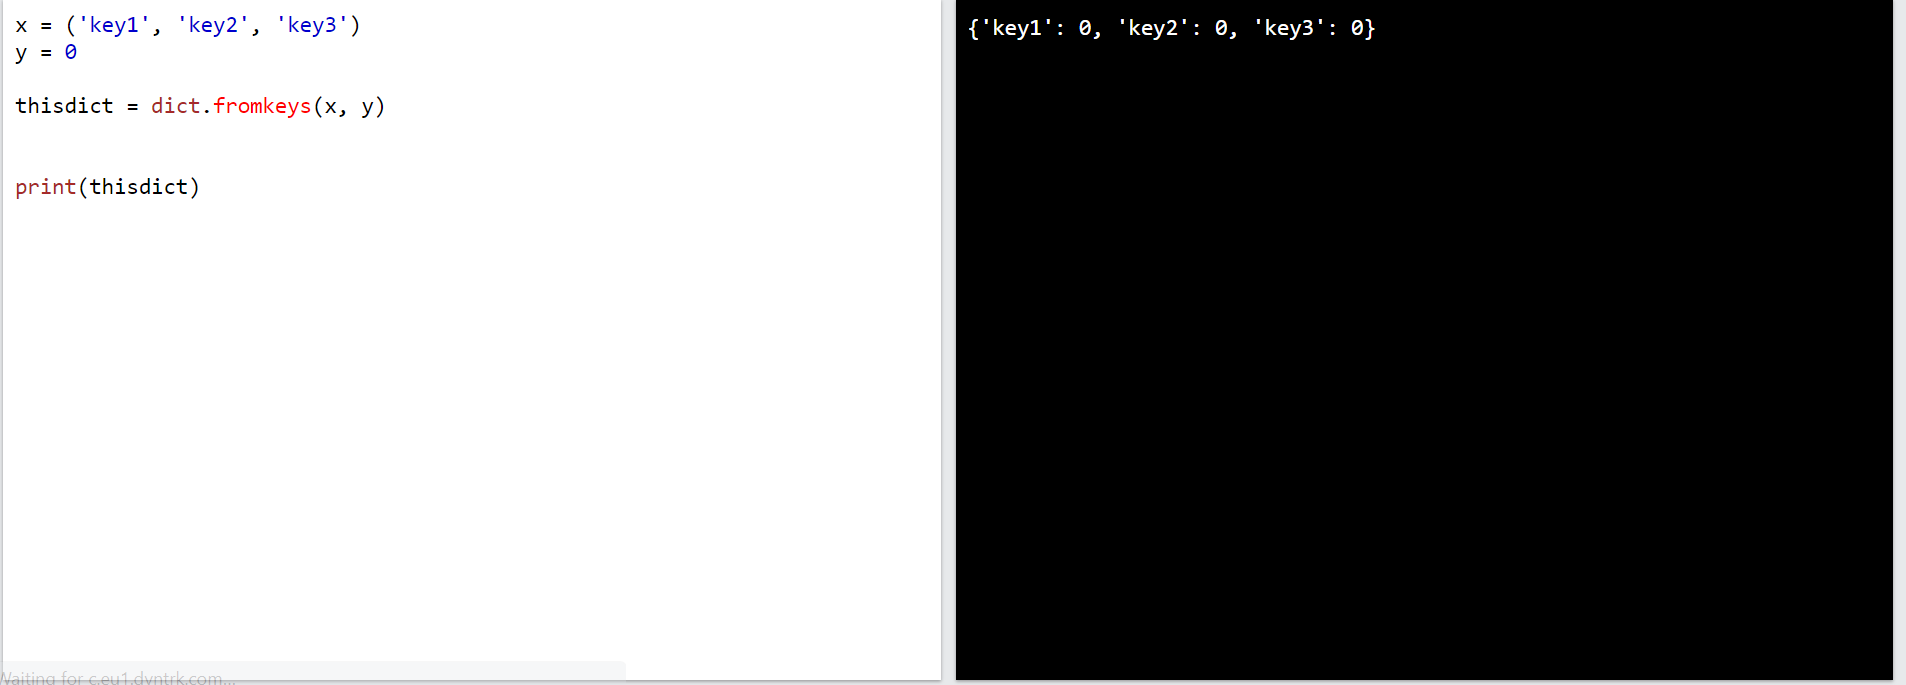 x = ('key1', 'key2', 'key3')
y = 0
thisdict = dict.fromkeys(x, y)
print(thisdict)
{'key1': 0, 'key2': 0, 'key3': 0}
Waiting for c.eu1.dyntrk.com...